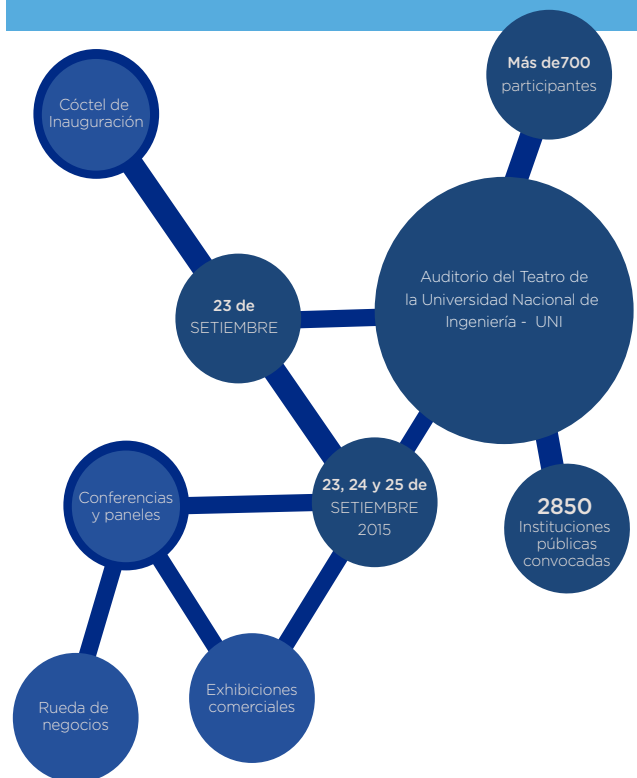 Más de700
participantes
Cóctel de
Inauguración
Auditorio del Teatro de
la Universidad Nacional de
Ingeniería - UNI
23 de
SETIEMBRE
23, 24 y 25 de
SETIEMBRE
2015
Conferencias
y paneles
2850
Instituciones
públicas
convocadas
Exhibiciones
comerciales
Rueda de
negocios